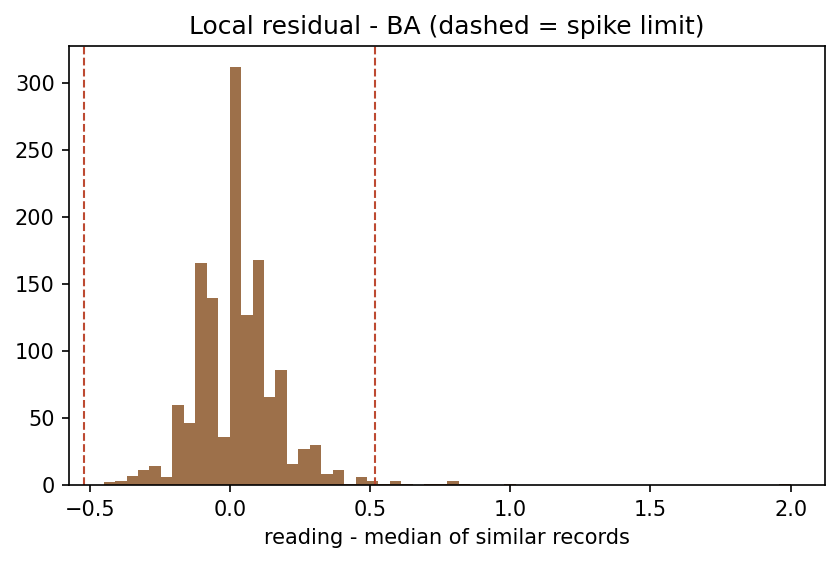 Local residual - BA (dashed = spike limit)
300
250
200
150
100
50
0
−0.5 0.0 0.5 1.0 1.5 2.0
reading - median of similar records